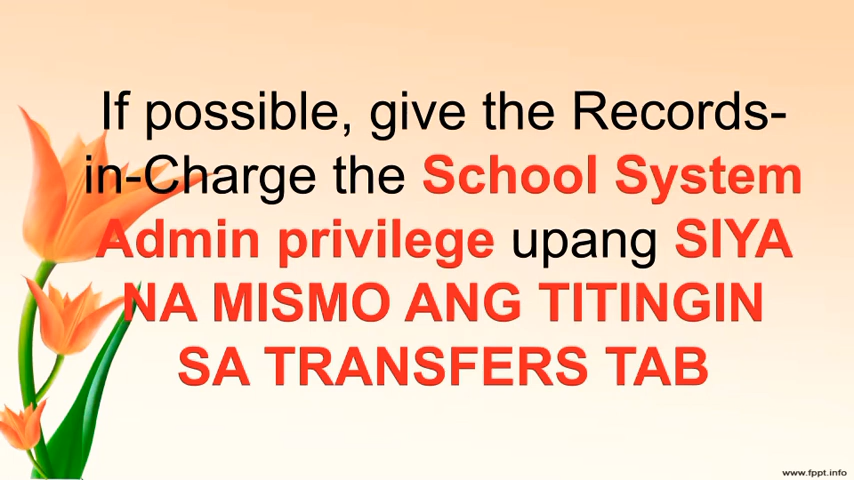 If possible, give the Records-
in-Charge the School System
Admin privilege upang SIYA
NA MISMO ANG TITINGIN
SA TRANSFERS TAB
www.fppt.info